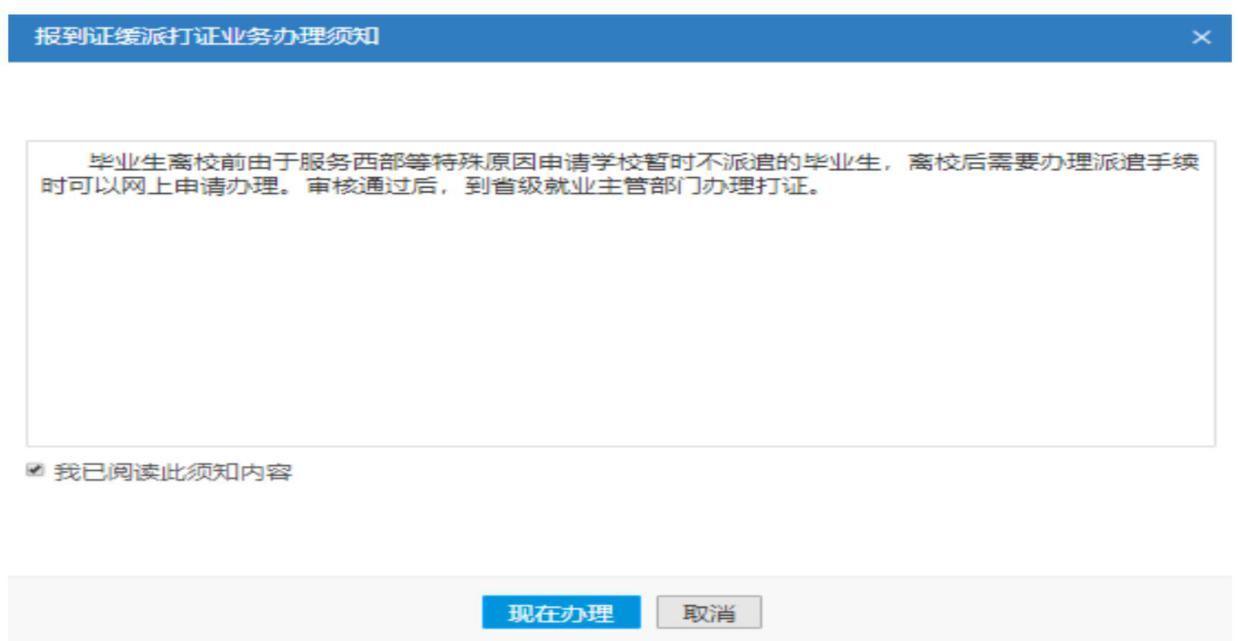 报到证缓派打证业务办理须知
毕业生离校前由于服务西部等特殊原因申请学校暂时不派遣的毕业生，离校后需要办理派遣手续
时可以网上申请办理。审核通过后，到省级就业主管部门办理打证。
我已阅读此须知内容
现在办理
取消